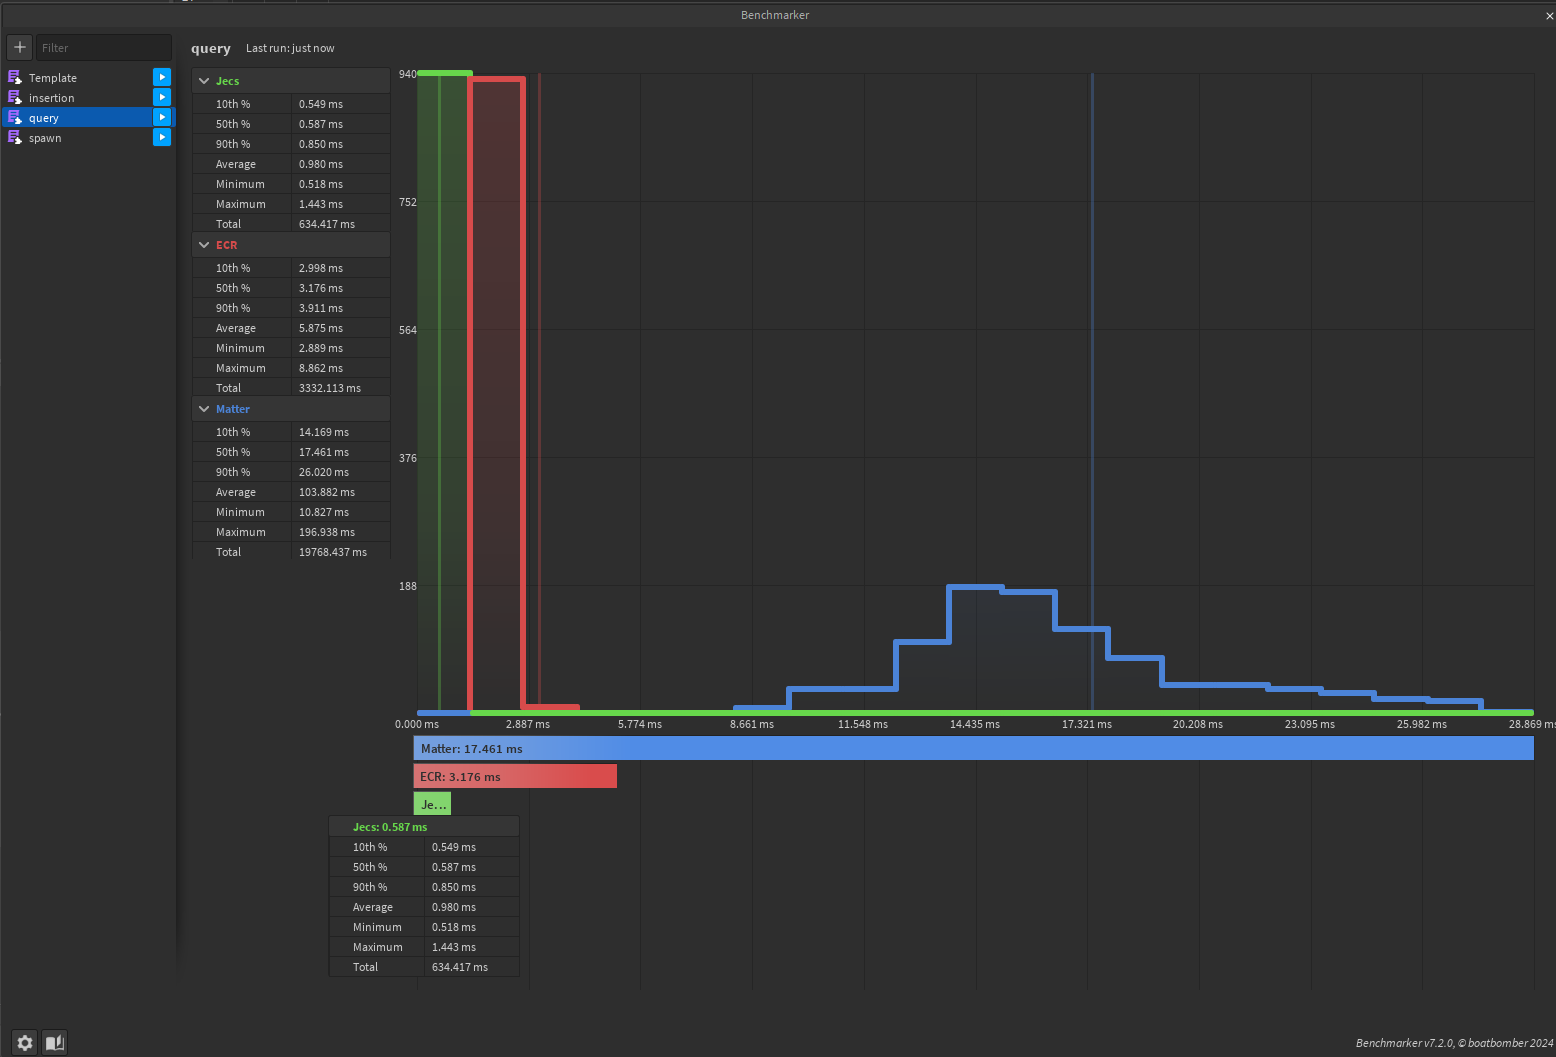 Benchmarker
Filter
Template
insertion
query
spawn
query Last run: just now
Jecs
10th % 0.549 ms
50th % 0.587 ms
90th % 0.850 ms
Average 0.980 ms
Minimum 0.518 ms
Maximum 1.443 ms
Total 634.417 ms
ECR
10th % 2.998 ms
50th % 3.176 ms
90th % 3.911 ms
Average 5.875 ms
Minimum 2.889 ms
Maximum 8.862 ms
Total 3332.113 ms
Matter
10th % 14.169 ms
50th % 17.461 ms
90th % 26.020 ms
Average 103.882 ms
Minimum 10.827 ms
Maximum 196.938 ms
Total 19768.437 ms
940
752
564
376
188
0.000 ms 2.887 ms 5.774 ms 8.661 ms 11.548 ms 14.435 ms 17.321 ms 20.208 ms 23.095 ms 25.982 ms 28.869 ms
Matter: 17.461 ms
ECR: 3.176 ms
Je...
Jecs: 0.587 ms
10th % 0.549 ms
50th % 0.587 ms
90th % 0.850 ms
Average 0.980 ms
Minimum 0.518 ms
Maximum 1.443 ms
Total 634.417 ms
Benchmarker v7.2.0, © boatbomber 2024